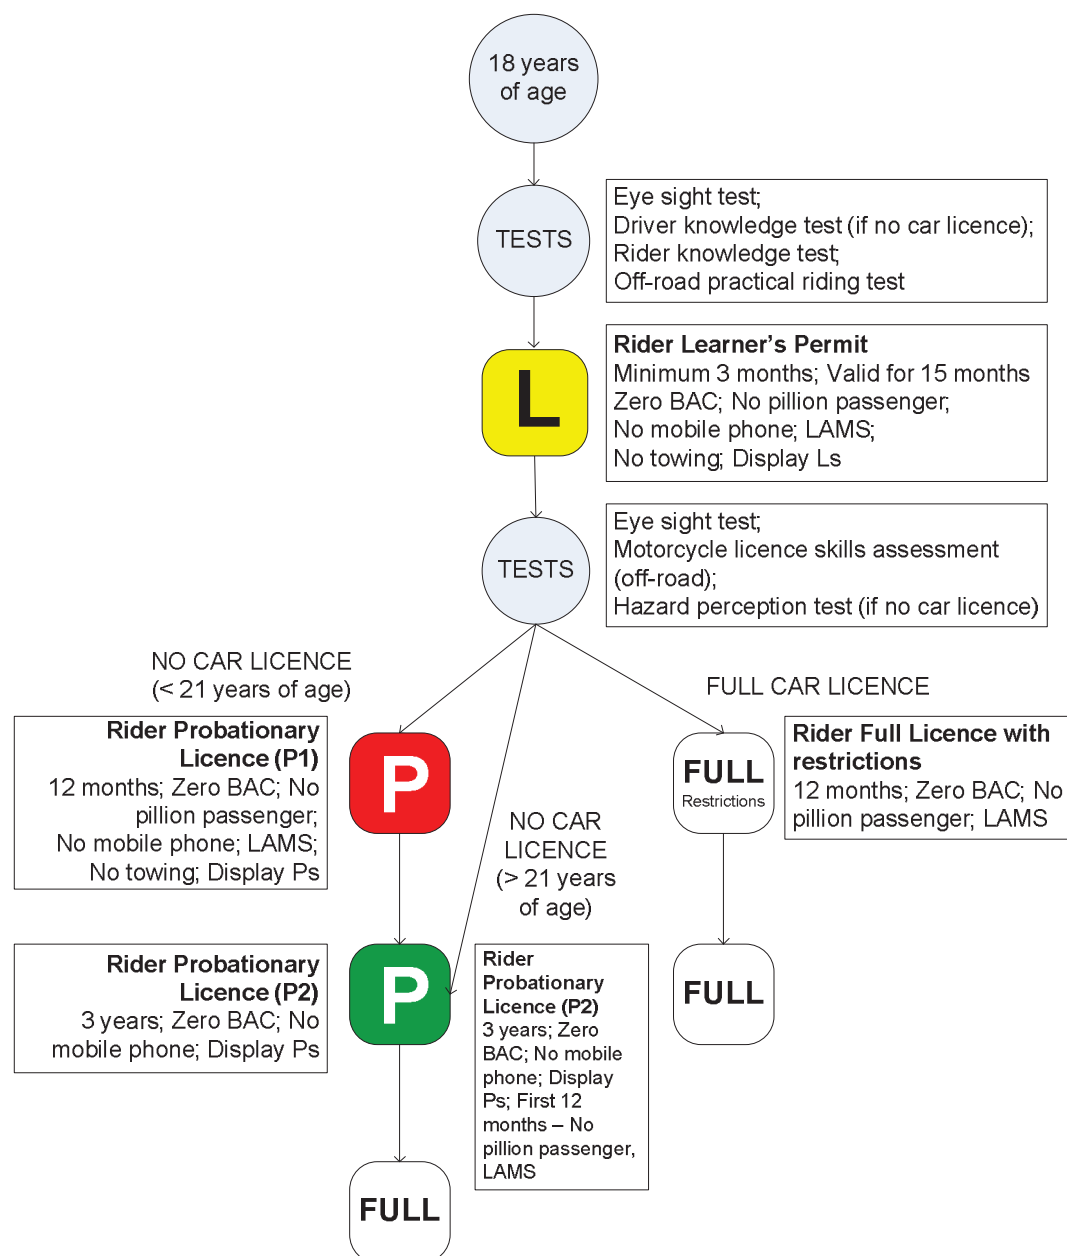 18 years
of age
TESTS
Eye sight test;
Driver knowledge test (if no car licence);
Rider knowledge test;
Off-road practical riding test
L
Rider Learner's Permit
Minimum 3 months; Valid for 15 months
Zero BAC; No pillion passenger;
No mobile phone; LAMS;
No towing; Display Ls
TESTS
Eye sight test;
Motorcycle licence skills assessment
(off-road);
Hazard perception test (if no car licence)
NO CAR LICENCE
(< 21 years of age)
FULL CAR LICENCE
Rider Probationary
Licence (P1)
12 months; Zero BAC; No
pillion passenger;
No mobile phone; LAMS;
No towing; Display Ps
P
NO CAR
LICENCE
(> 21 years
of age)
FULL
Restrictions
Rider Full Licence with
restrictions
12 months; Zero BAC; No
pillion passenger; LAMS
Rider Probationary
Licence (P2)
3 years; Zero BAC; No
mobile phone; Display Ps
P
Rider
Probationary
Licence (P2)
3 years; Zero
BAC; No mobile
phone; Display
Ps; First 12
months – No
pillion passenger,
LAMS
FULL
FULL